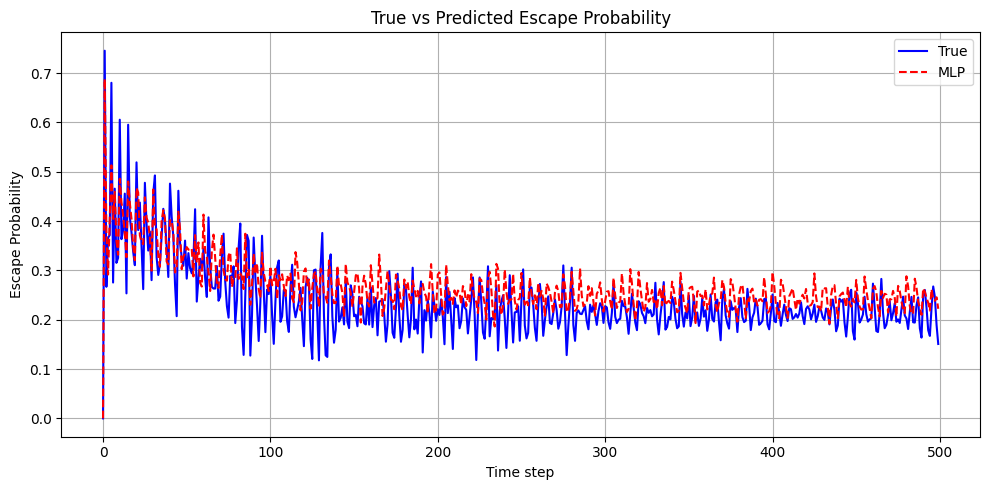 True vs Predicted Escape Probability
True
MLP
Escape Probability
0.7
0.6
0.5
0.4
0.3
0.2
0.1
0.0
0 100 200 300 400 500
Time step